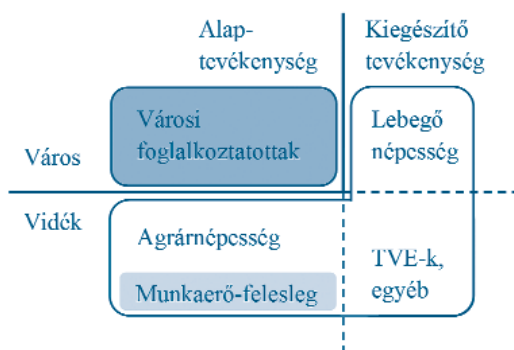 Alap-
tevékenység
Kiegészítő
tevékenység
Város
Városi
foglalkoztatottak
Lebegő
népesség
Vidék
Agrárnépesség
Munkaerő-felesleg
TVE-k,
egyéb